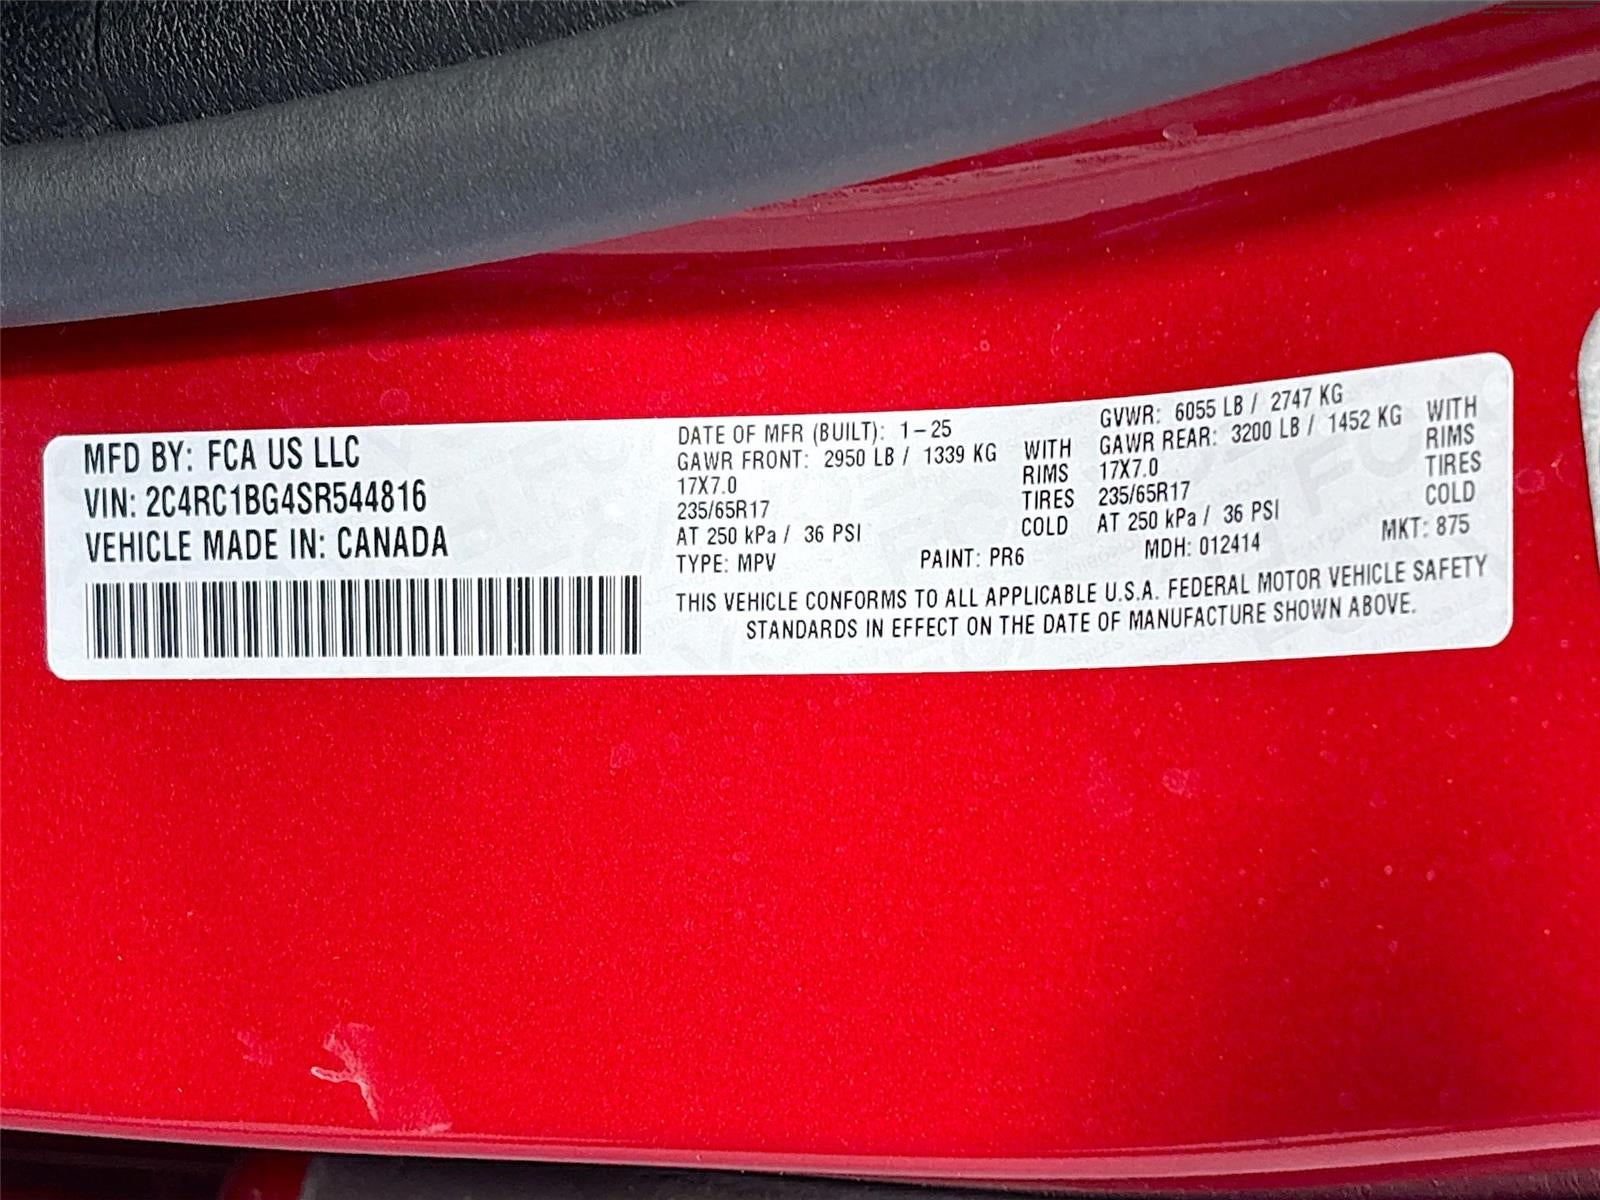 MFD BY: FCA US LLC
VIN: 2C4RC1BG4SR544816
VEHICLE MADE IN: CANADA
DATE OF MFR (BUILT): 1-25
GAWR FRONT: 2950 LB / 1339 KG WITH
17X7.0 RIMS
235/65R17 TIRES
AT 250 kPa / 36 PSI COLD
GVWR: 6055 LB / 2747 KG
GAWR REAR: 3200 LB / 1452 KG WITH
17X7.0 RIMS
235/65R17 TIRES
AT 250 kPa / 36 PSI COLD
TYPE: MPV PAINT: PR6 MDH: 012414 MKT: 875
THIS VEHICLE CONFORMS TO ALL APPLICABLE U.S.A. FEDERAL MOTOR VEHICLE SAFETY
STANDARDS IN EFFECT ON THE DATE OF MANUFACTURE SHOWN ABOVE.